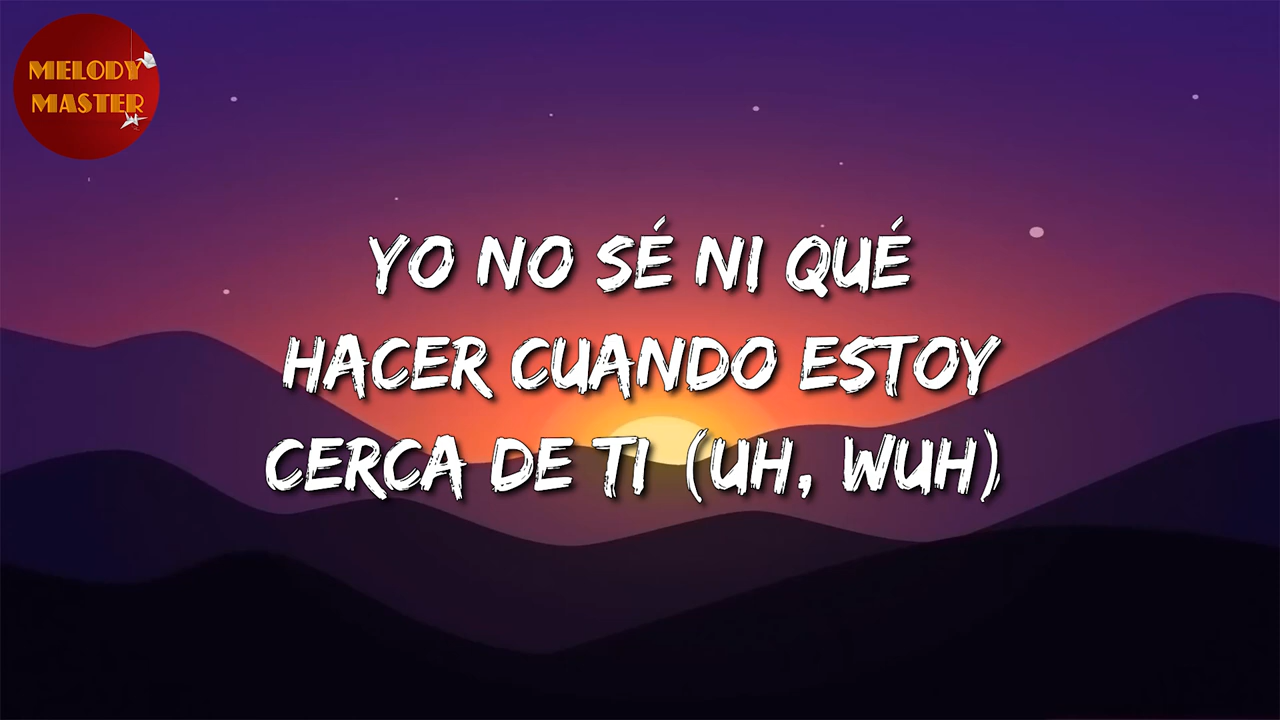 MELODY
MASTER
YO NO SÉ NI QUÉ
HACER CUANDO ESTOY
CERCA DE TI (UH, WUH)